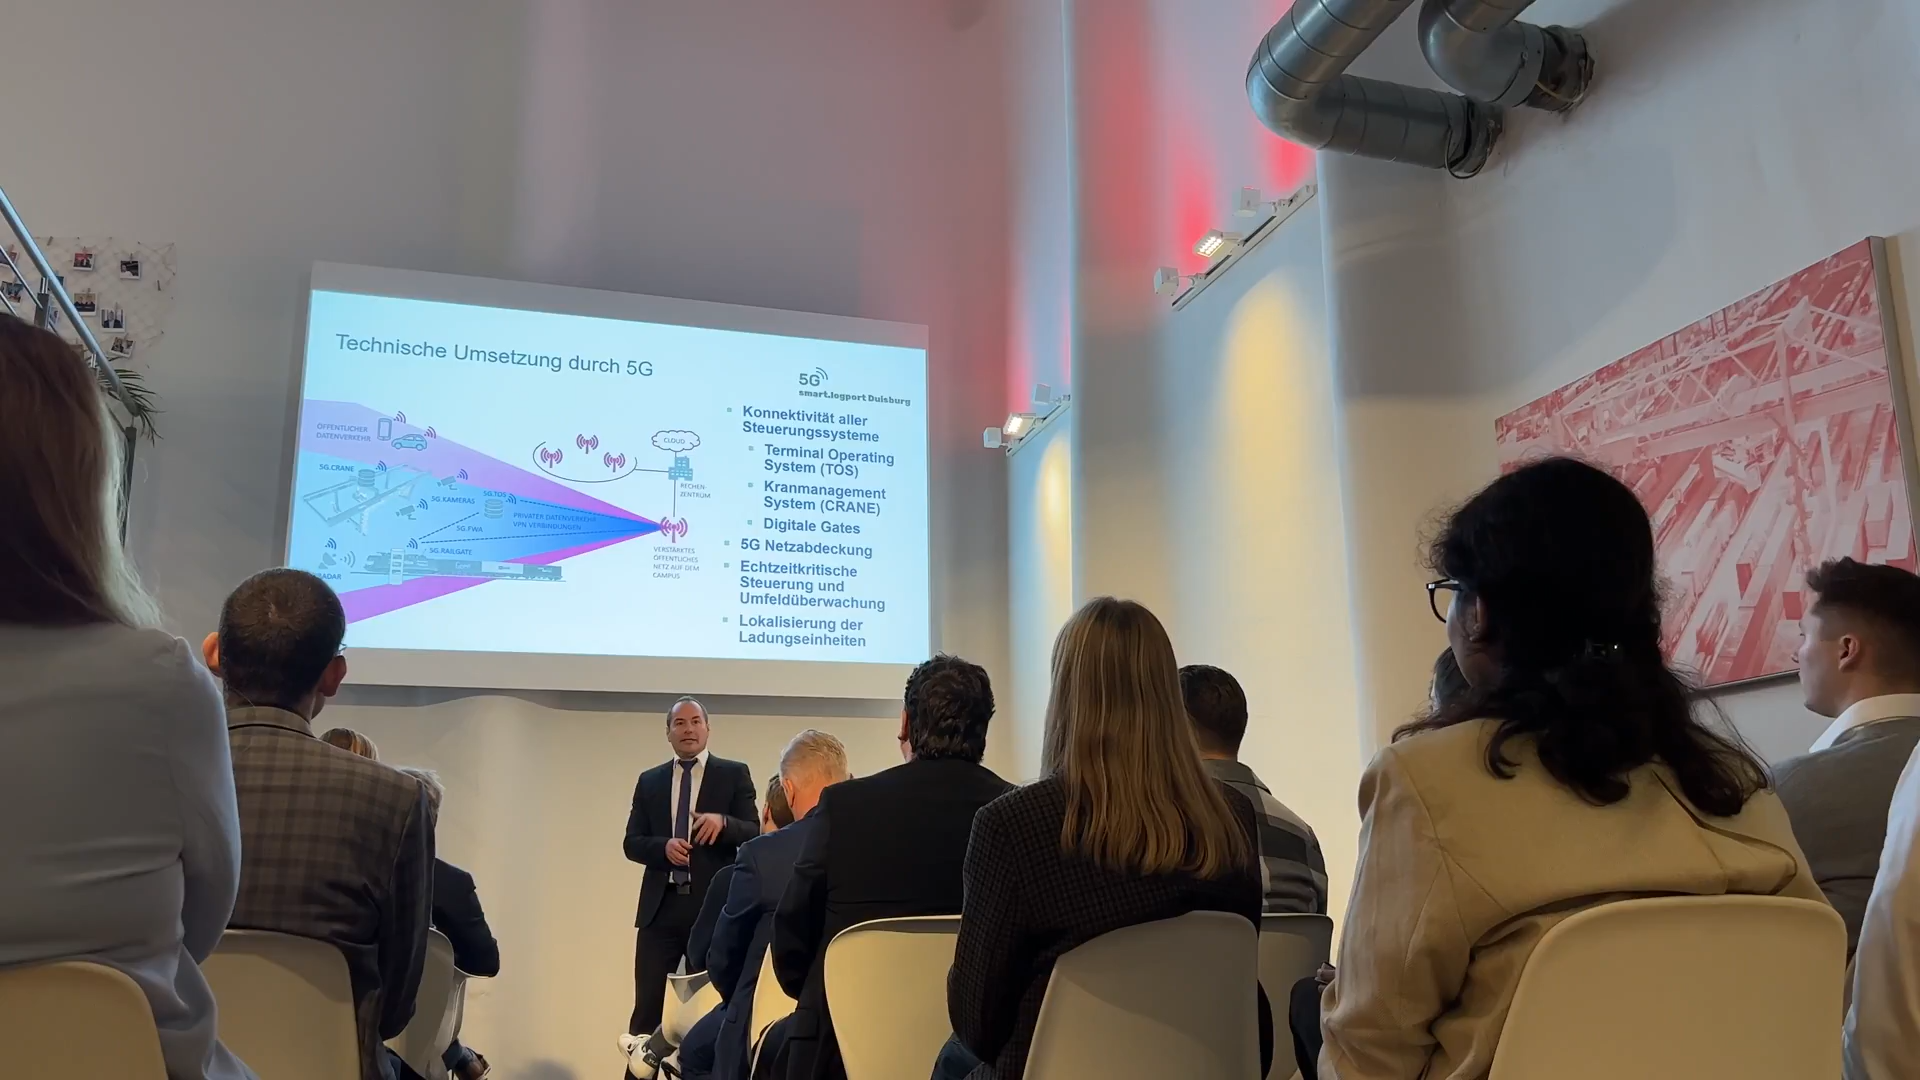 Technische Umsetzung durch 5G
5G
smart.logport Duisburg
ÖFFENTLICHER
DATENVERKEHR
5G.CRANE
5G.KAMERAS
5G.TOS
PRIVATER DATENVERKEHR
VPN VERBINDUNGEN
5G.FWA
5G.RAILGATE
RADAR
CLOUD
RECHEN-
ZENTRUM
VERSTÄRKTES
ÖFFENTLICHES
NETZ AUF DEM
CAMPUS
Konnektivität aller
Steuerungssysteme
Terminal Operating
System (TOS)
Kranmanagement
System (CRANE)
Digitale Gates
5G Netzabdeckung
Echtzeitkritische
Steuerung und
Umfeldüberwachung
Lokalisierung der
Ladungseinheiten